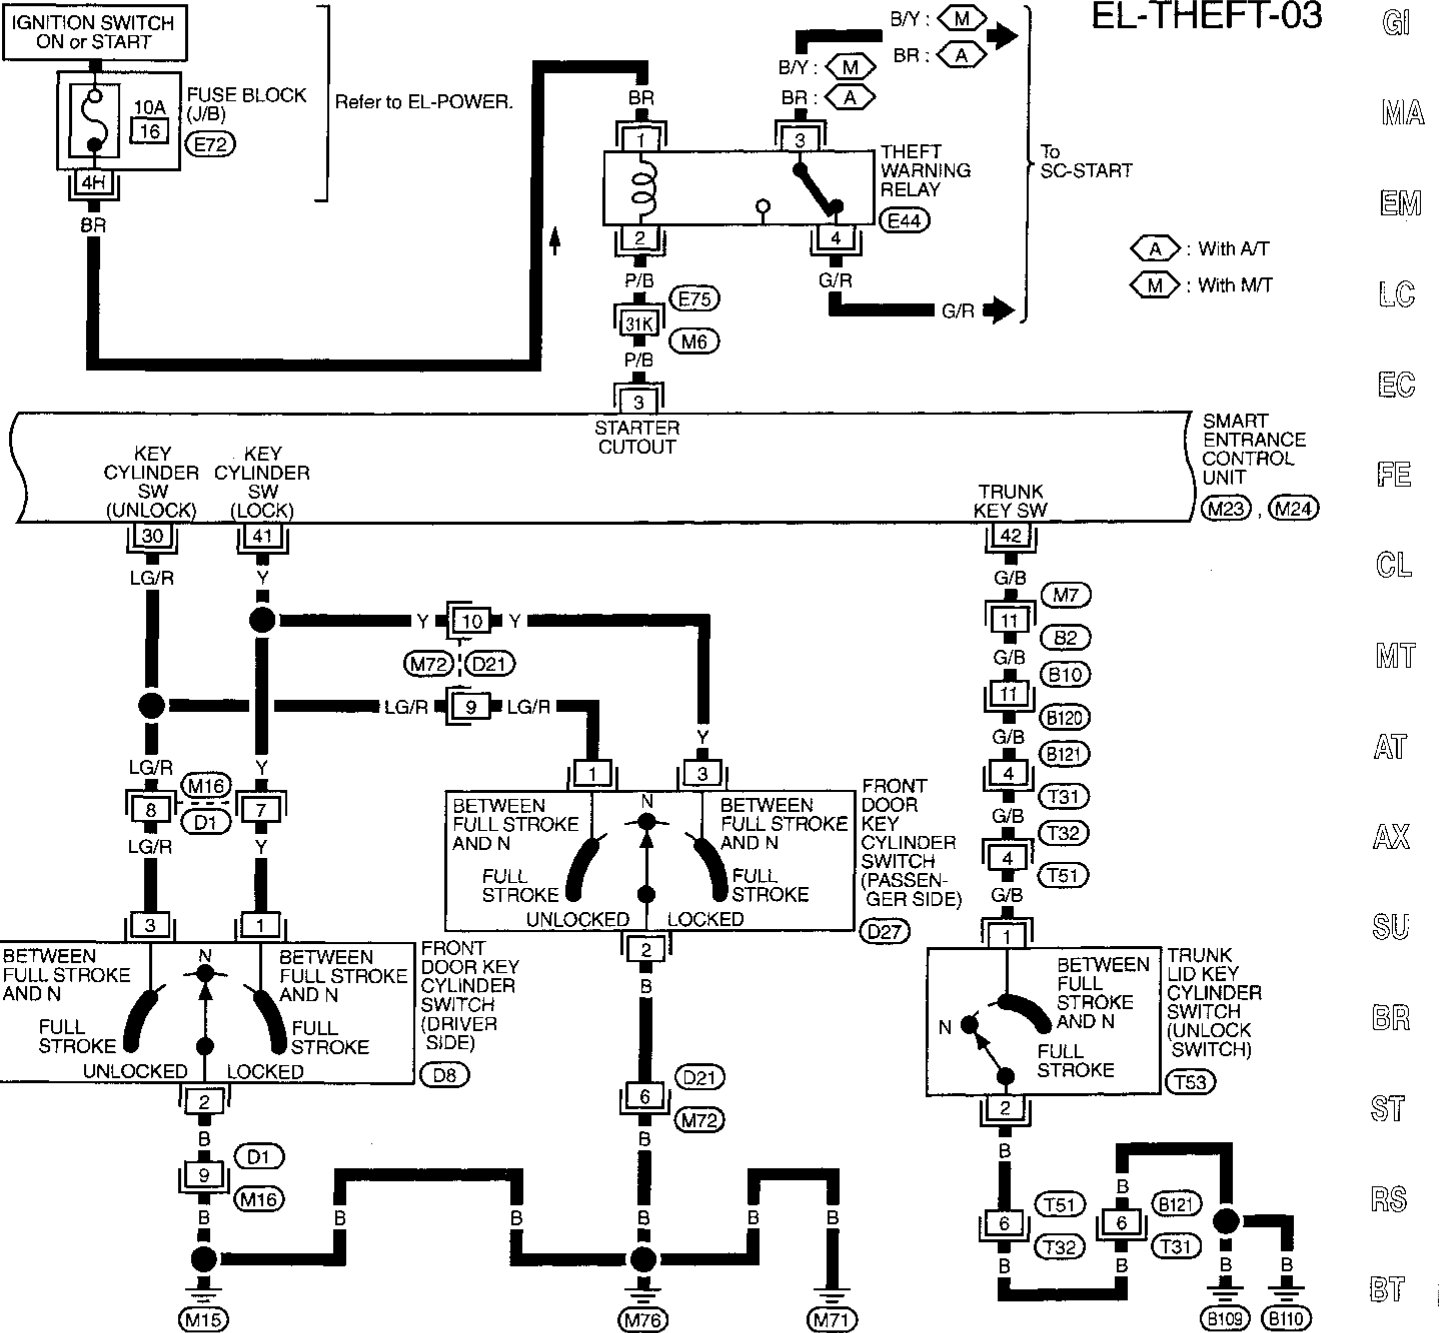 EL-THEFT-03
IGNITION SWITCH
ON or START
10A
16
FUSE BLOCK
(J/B)
E72
4H
BR
Refer to EL-POWER.
BR
1
B/Y : M
BR : A
B/Y : M
BR : A
3
THEFT
WARNING
RELAY
E44
To
SC-START
2
4
P/B
G/R
G/R
E75
31K
M6
P/B
3
A : With A/T
M : With M/T
STARTER
CUTOUT
KEY
CYLINDER
SW
(UNLOCK)
KEY
CYLINDER
SW
(LOCK)
TRUNK
KEY SW
SMART
ENTRANCE
CONTROL
UNIT
M23 , M24
30
41
42
LG/R
Y
G/B
Y
10
Y
M72
D21
LG/R
9
LG/R
LG/R
Y
M16
8
7
D1
LG/R
Y
3
1
Y
1
3
BETWEEN
FULL STROKE
AND N
N
BETWEEN
FULL STROKE
AND N
FULL
STROKE
FULL
STROKE
UNLOCKED
LOCKED
FRONT
DOOR
KEY
CYLINDER
SWITCH
(PASSEN-
GER SIDE)
D27
2
B
D21
6
M72
B
BETWEEN
FULL STROKE
AND N
N
BETWEEN
FULL STROKE
AND N
FULL
STROKE
FULL
STROKE
UNLOCKED
LOCKED
FRONT
DOOR KEY
CYLINDER
SWITCH
(DRIVER
SIDE)
D8
2
B
D1
9
M16
B
B
B
B
B
B
M15
M76
M71
M7
11
B2
G/B
B10
11
B120
G/B
B121
4
T31
G/B
T32
4
T51
G/B
1
BETWEEN
FULL
STROKE
AND N
N
FULL
STROKE
TRUNK
LID KEY
CYLINDER
SWITCH
(UNLOCK
SWITCH)
T53
2
B
T51
6
T32
B
B
B121
6
T31
B
B
B
B109
B110
GI
MA
EM
LC
EC
FE
CL
MT
AT
AX
SU
BR
ST
RS
BT